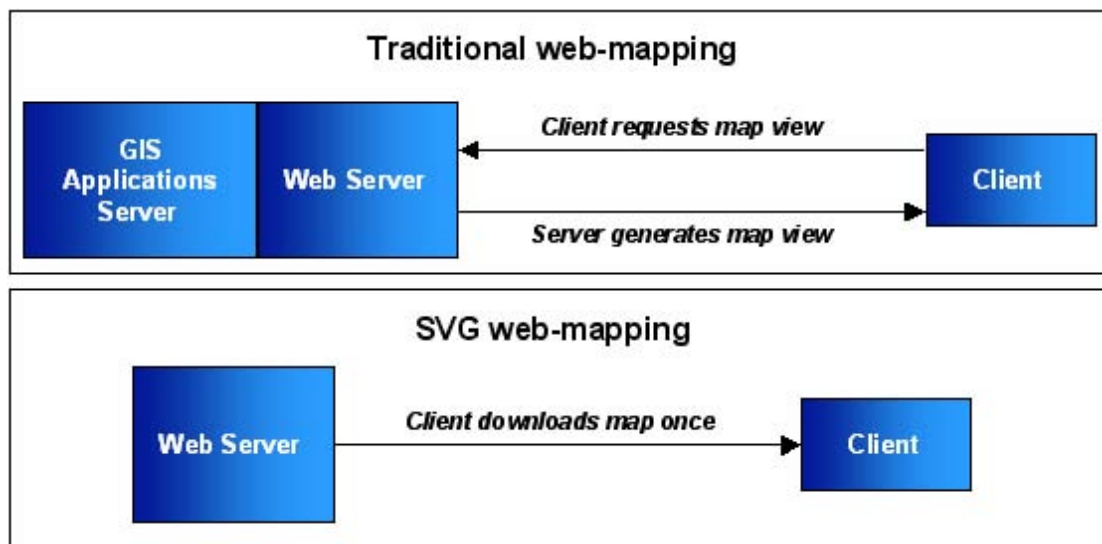 Traditional web-mapping
GIS
Applications
Server
Web Server
Client requests map view
Server generates map view
Client
SVG web-mapping
Web Server
Client downloads map once
Client